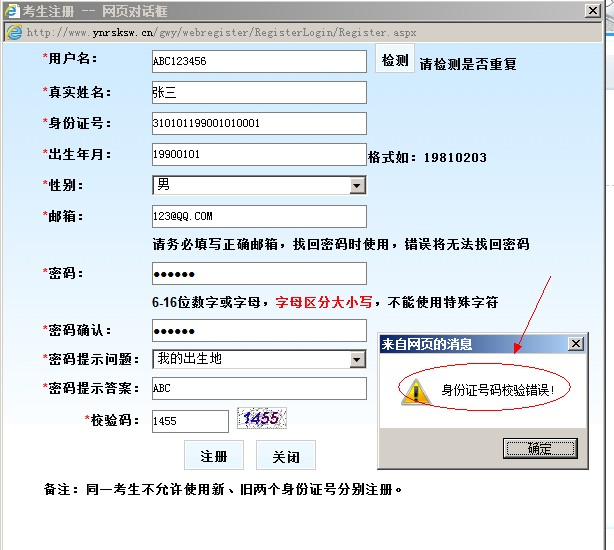 考生注册 -- 网页对话框
http://www.ynrsksw.cn/gwy/webregister/RegisterLogin/Register.aspx
*用户名： ABC123456 检测 请检测是否重复
*真实姓名： 张三
*身份证号： 310101199001010001
*出生年月： 19900101 格式如：19810203
*性别： 男
*邮箱： 123@QQ.COM
请务必填写正确邮箱，找回密码时使用，错误将无法找回密码
*密码： ●●●●●●
6-16位数字或字母，字母区分大小写，不能使用特殊字符
*密码确认： ●●●●●●
*密码提示问题： 我的出生地
*密码提示答案： ABC
*校验码： 1455 1455
注册 关闭
备注：同一考生不允许使用新、旧两个身份证号分别注册。
来自网页的消息
身份证号码校验错误!
确定